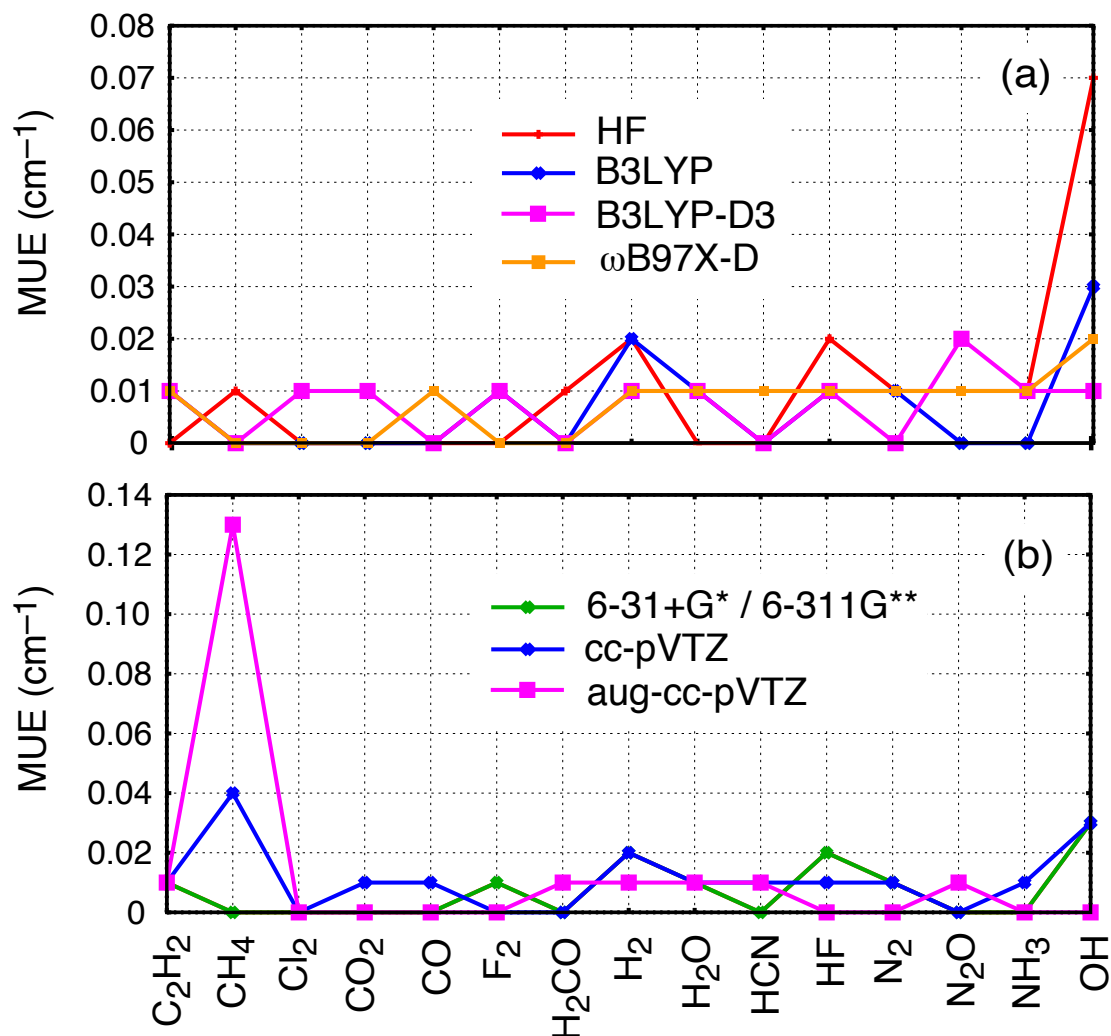 0.08
(a)
0.07
HF
0.06
B3LYP
0.05
B3LYP-D3
0.04
ωB97X-D
0.03
0.02
0.01
0
MUE (cm⁻¹)
0.14
(b)
0.12
6-31+G* / 6-311G**
0.10
cc-pVTZ
0.08
aug-cc-pVTZ
0.06
0.04
0.02
0
MUE (cm⁻¹)
C₂H₂
CH₄
Cl₂
CO₂
CO
F₂
H₂CO
H₂
H₂O
HCN
HF
N₂
N₂O
NH₃
OH